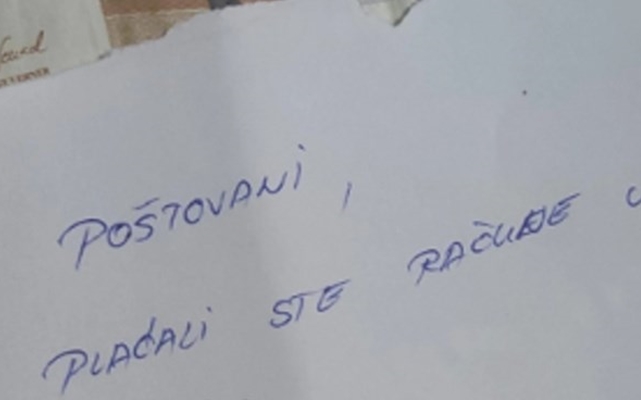 POŠTOVANI,
PLAĆALI STE RAČUNE